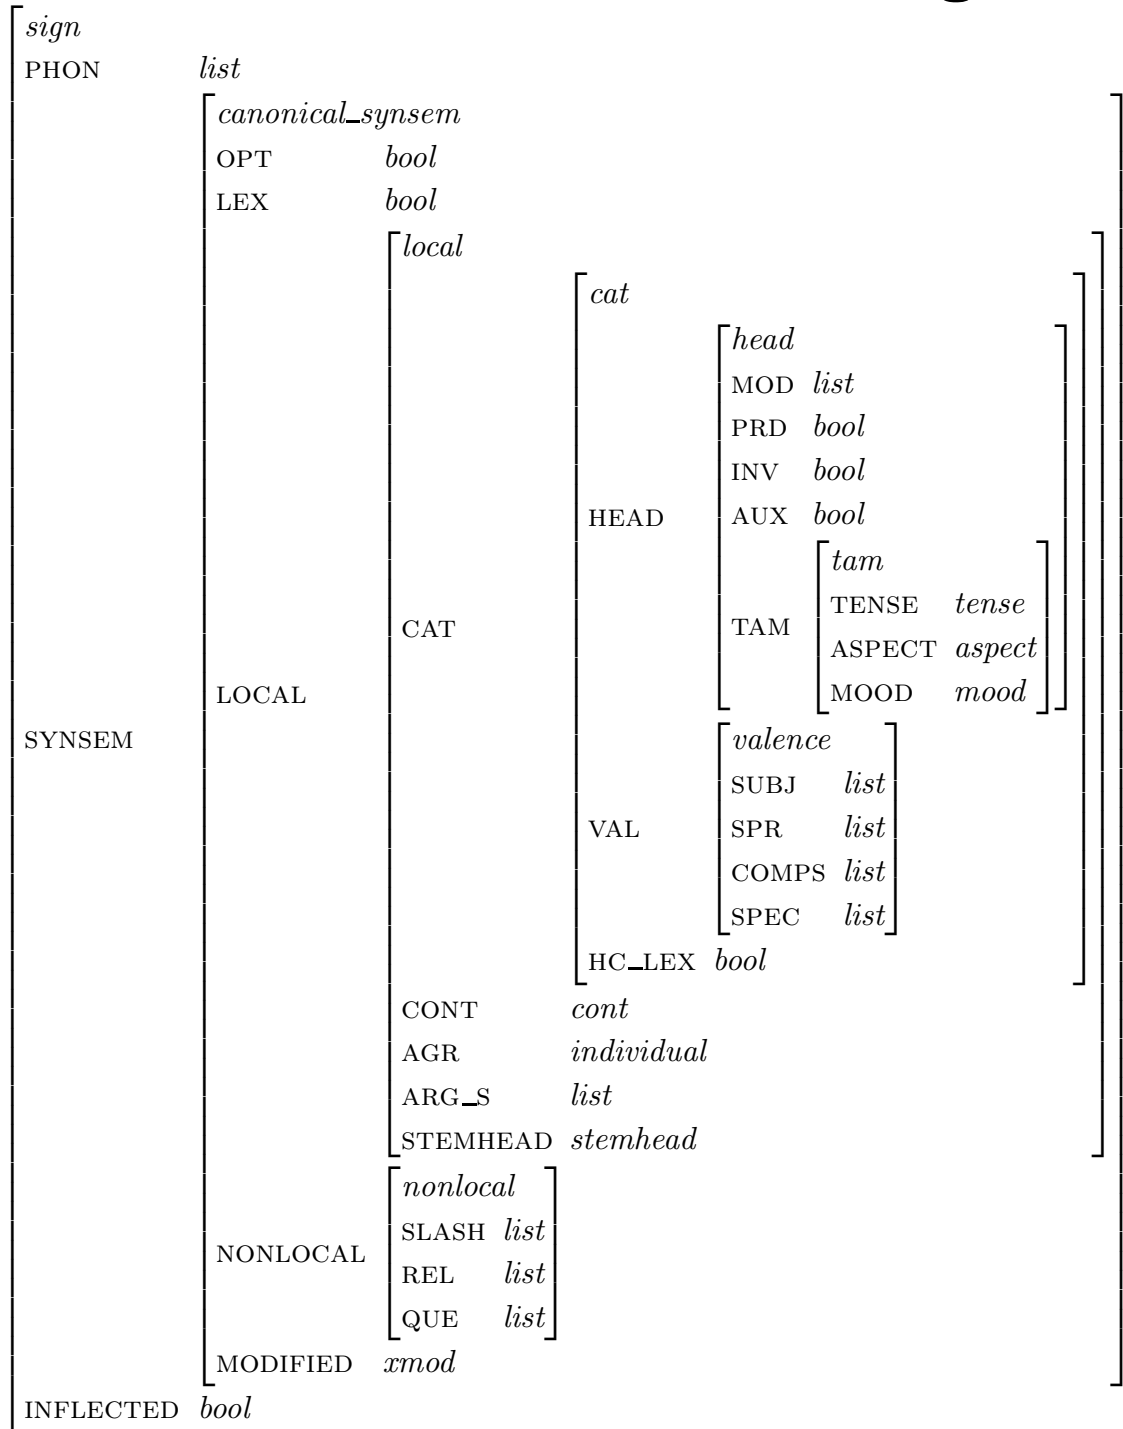 sign
PHON list
canonical_synsem
OPT bool
LEX bool
local
cat
head
MOD list
PRD bool
INV bool
HEAD AUX bool
tam
TENSE tense
CAT TAM
ASPECT aspect
LOCAL MOOD mood
SYNSEM valence
SUBJ list
VAL SPR list
COMPS list
SPEC list
HC_LEX bool
CONT cont
AGR individual
ARG_S list
STEMHEAD stemhead
nonlocal
SLASH list
NONLOCAL
REL list
QUE list
MODIFIED xmod
INFLECTED bool